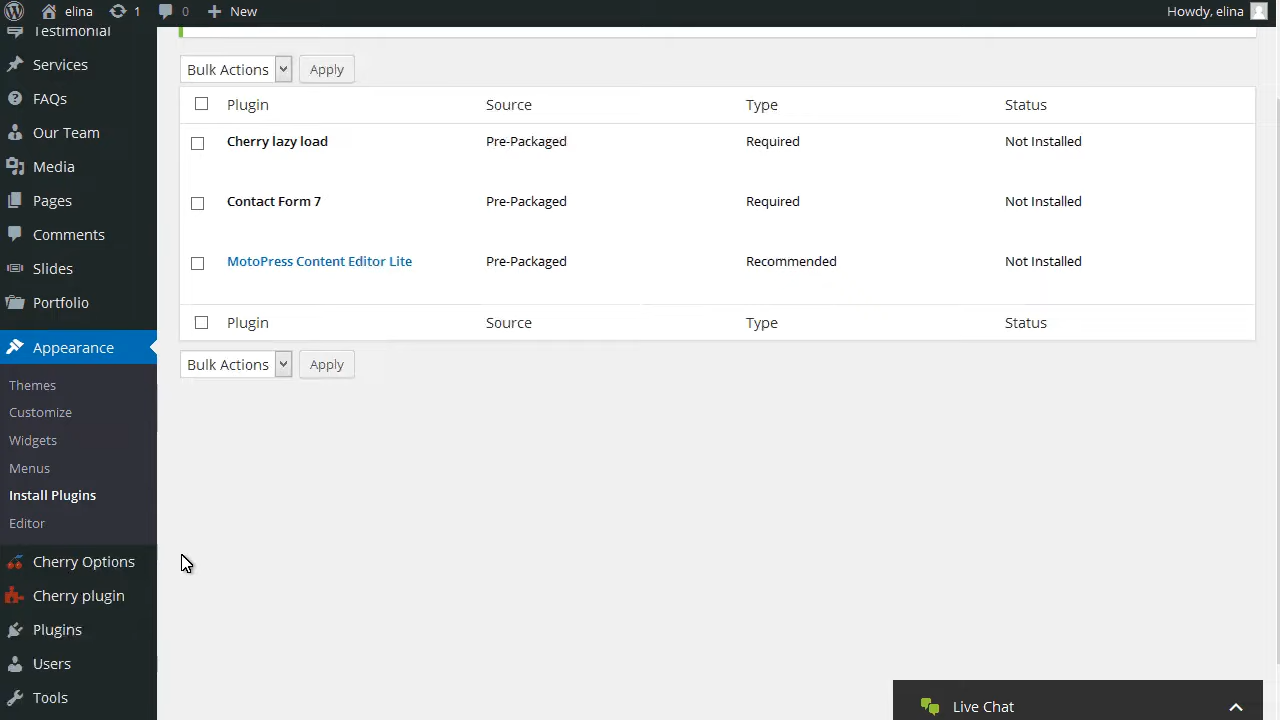 elina 1 0 New Howdy, elina
Testimonial
Services
FAQs
Our Team
Media
Pages
Comments
Slides
Portfolio
Appearance
Themes
Customize
Widgets
Menus
Install Plugins
Editor
Cherry Options
Cherry plugin
Plugins
Users
Tools
Bulk Actions Apply
Plugin Source Type Status
Cherry lazy load Pre-Packaged Required Not Installed
Contact Form 7 Pre-Packaged Required Not Installed
MotoPress Content Editor Lite Pre-Packaged Recommended Not Installed
Plugin Source Type Status
Bulk Actions Apply
Live Chat